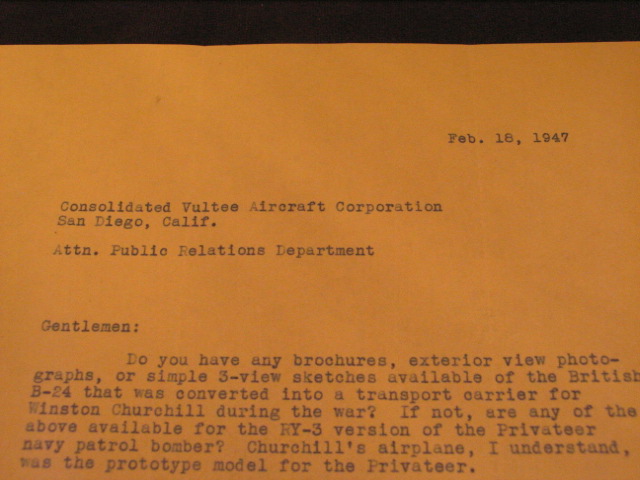 Feb. 18, 1947
Consolidated Vultee Aircraft Corporation
San Diego, Calif.
Attn. Public Relations Department
Gentlemen:
Do you have any brochures, exterior view photo-
graphs, or simple 3-view sketches available of the British
B-24 that was converted into a transport carrier for
Winston Churchill during the war? If not, are any of the
above available for the RY-3 version of the Privateer
navy patrol bomber? Churchill's airplane, I understand,
was the prototype model for the Privateer.